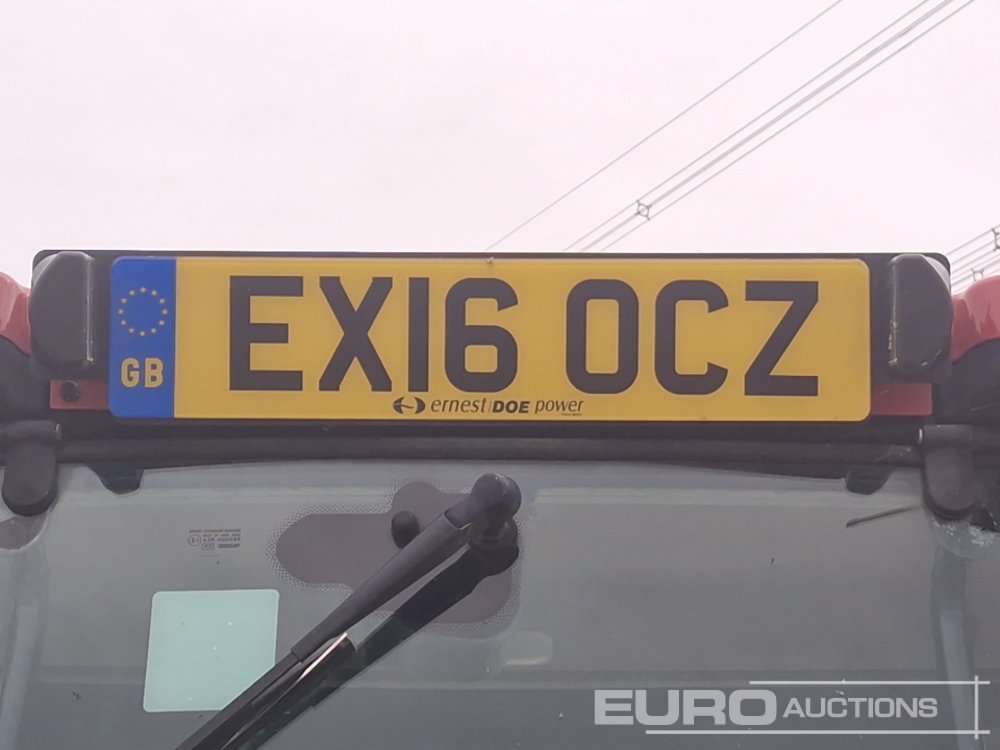 EX16 OCZ
GB
ernest DOE power
EURO AUCTIONS